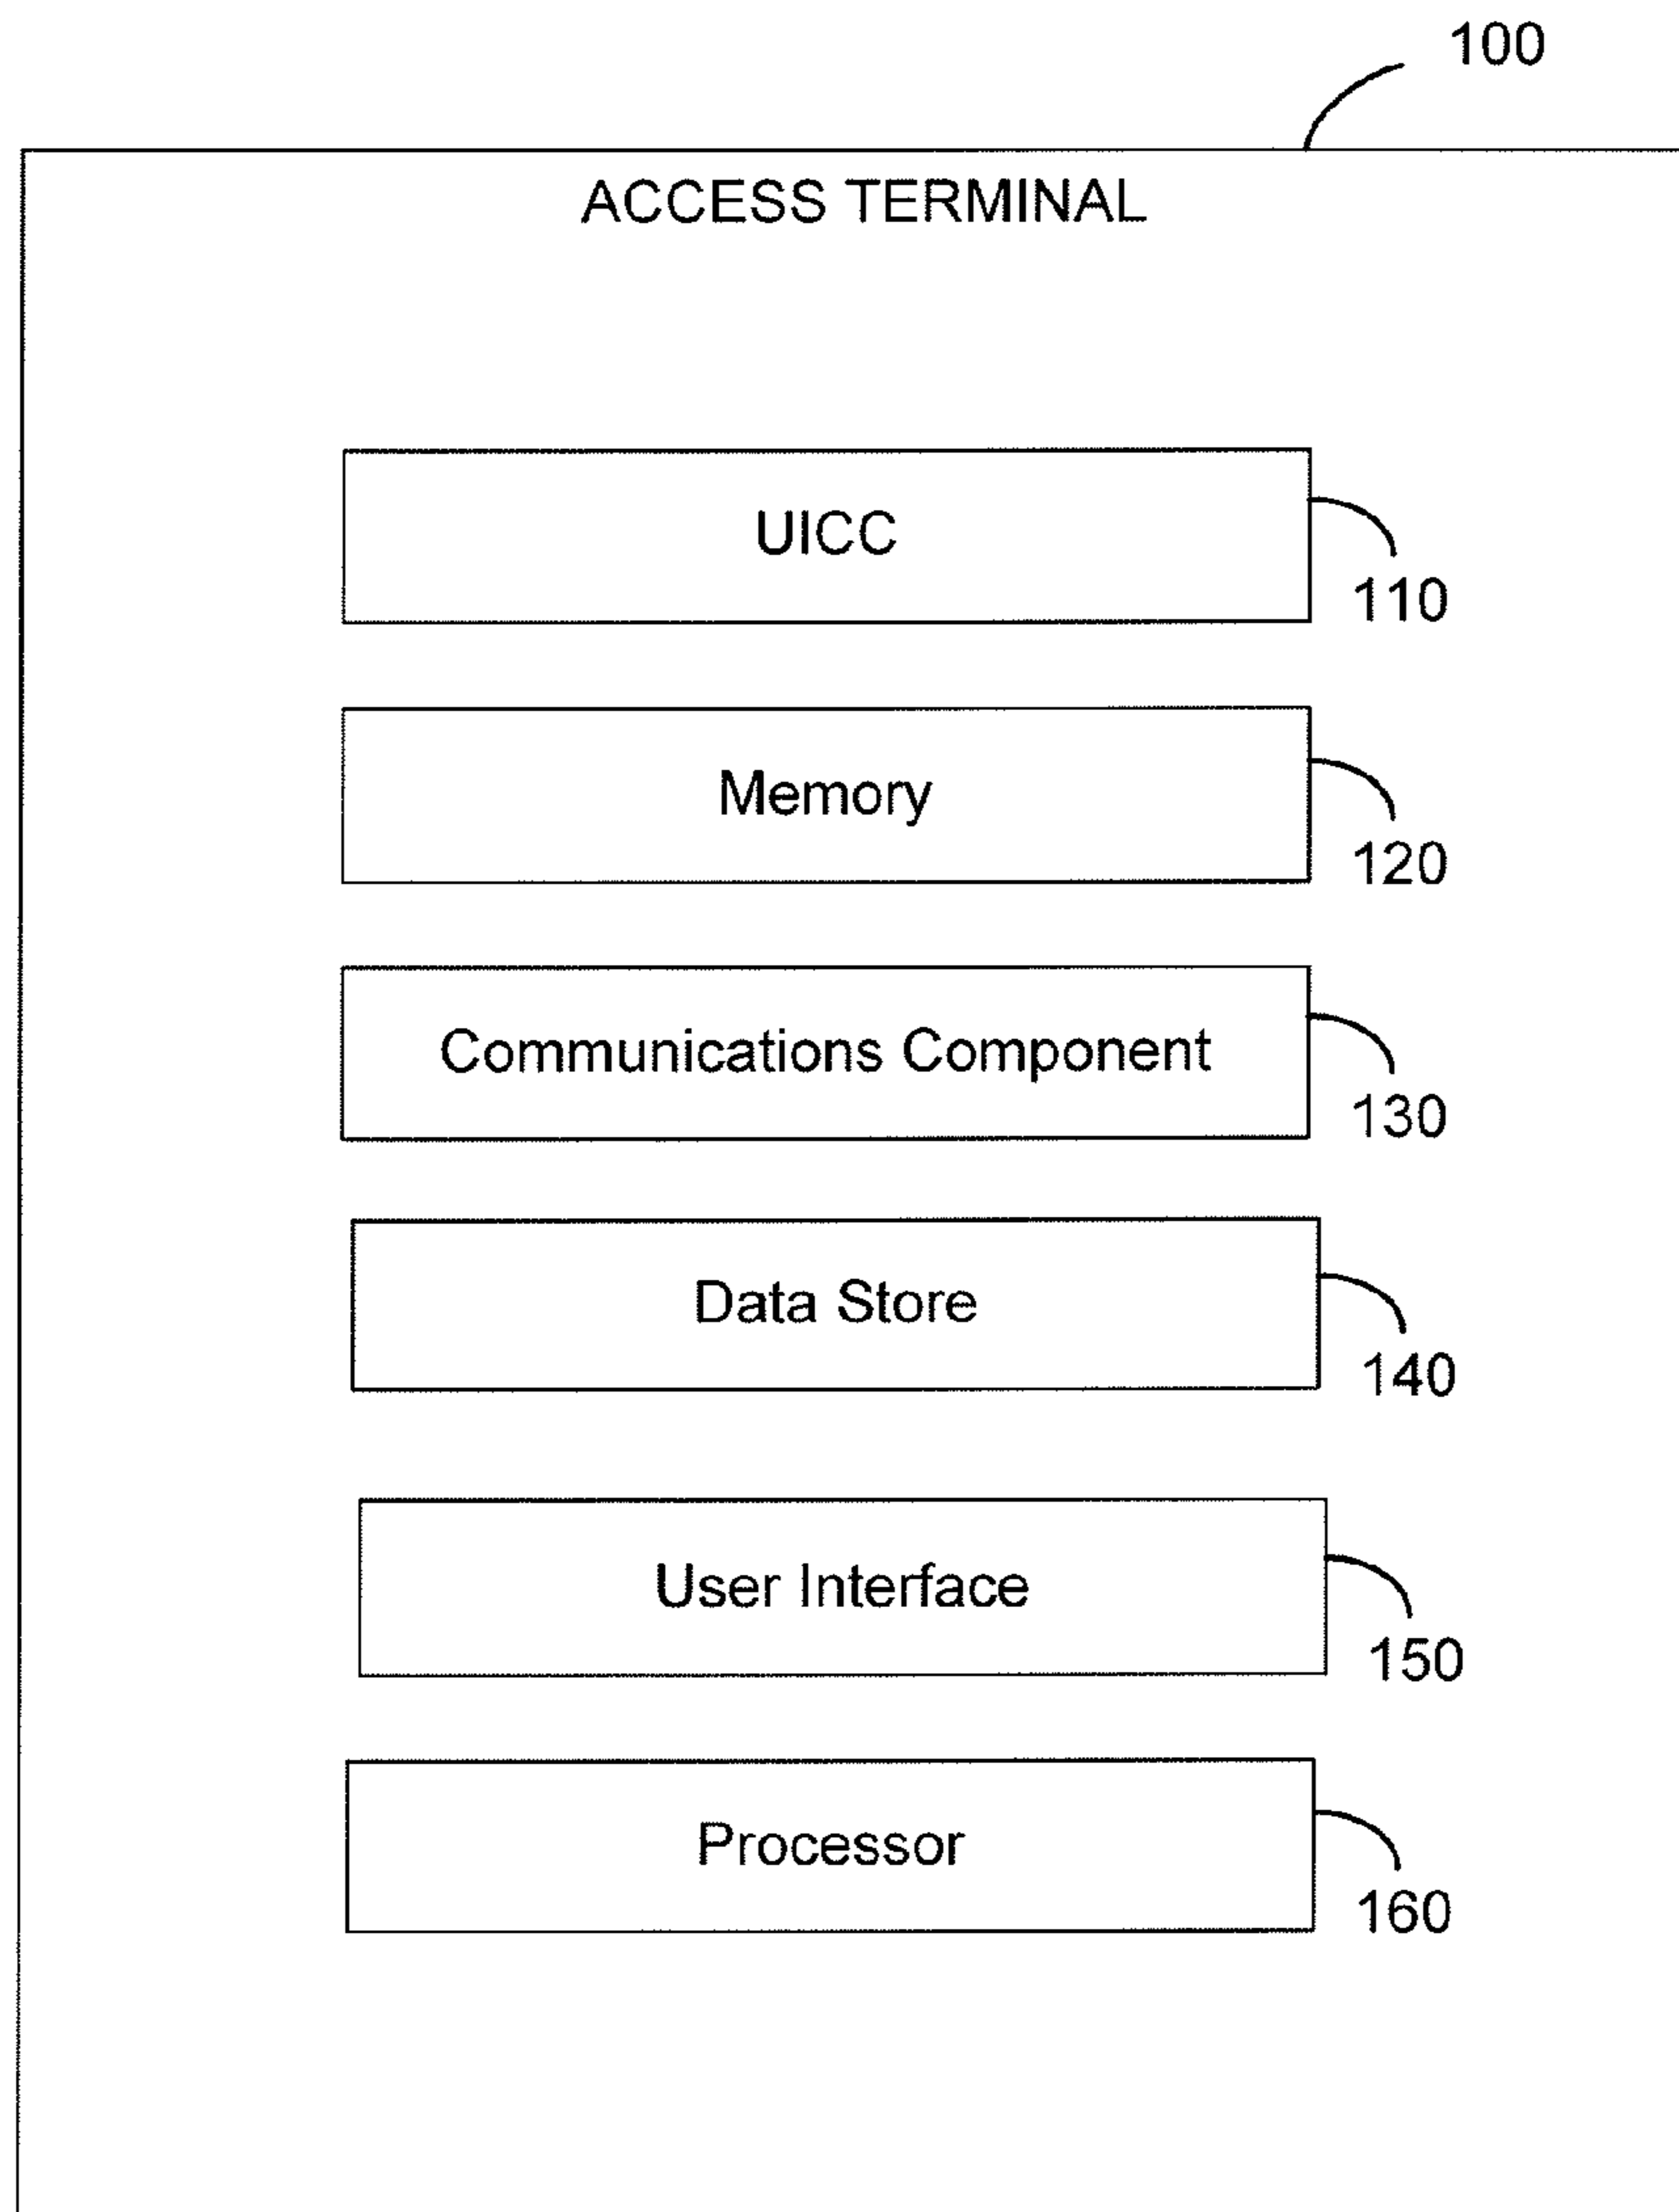 100
ACCESS TERMINAL
UICC
110
Memory
120
Communications Component
130
Data Store
140
User Interface
150
Processor
160